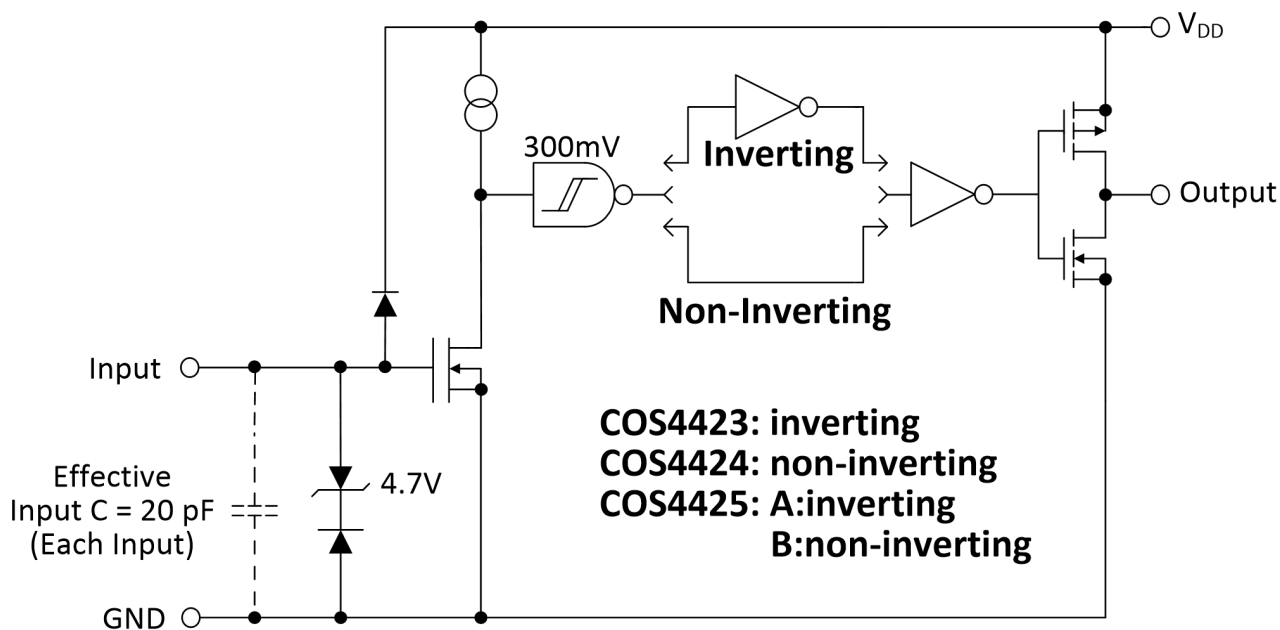 V_DD
300mV
Inverting
Output
Non-Inverting
Input
COS4423: inverting
COS4424: non-inverting
COS4425: A:inverting
B:non-inverting
4.7V
Effective
Input C = 20 pF
(Each Input)
GND